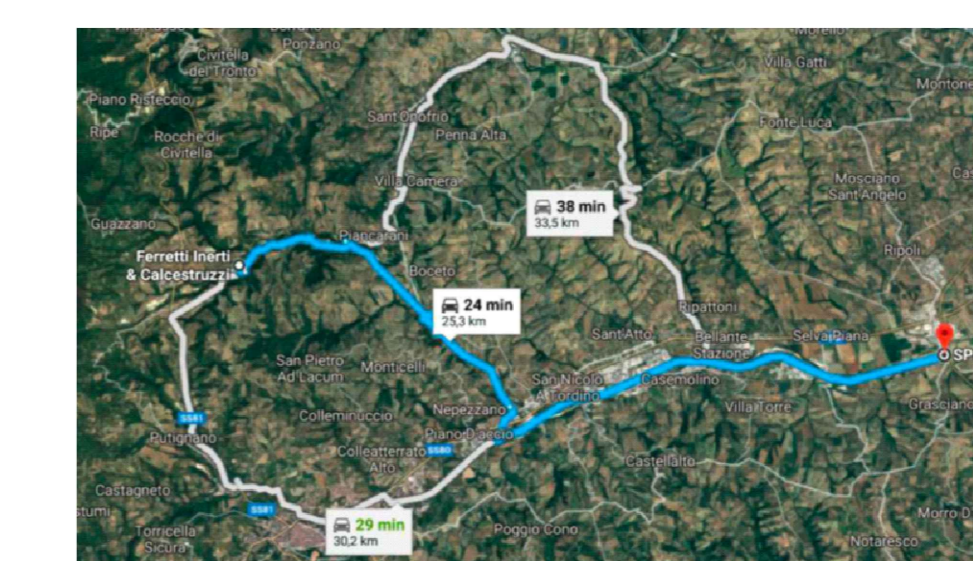 Ponzano
Civitella
del Tronto
Villa Gatti
Montone
Piano Risteccio
Sant'Onofrio
Fonte Luca
Ripe
Rocche di
Civitella
Penna Alta
Villa Camera
Mosciano
Sant'Angelo
38 min
33,5 km
Guazzano
Piancarani
Ripoli
Ferretti Inerti
& Calcestruzzi
Boceto
24 min
25,3 km
Ripattoni
Sant'Atto
Bellante
Stazione
Selva Piana
SP
San Pietro
Ad Lacum
Monticelli
San Nicolò
A Tordino
Casemolino
Colleminuccio
Nepezzano
Villa Torre
Grasciano
SS81
Putignano
Piano D'accio
Colleatterrato
Alto
SS80
Castellalto
Castagneto
SS81
Morro D'
Torricella
Sicura
29 min
30,2 km
Poggio Cono
Notaresco